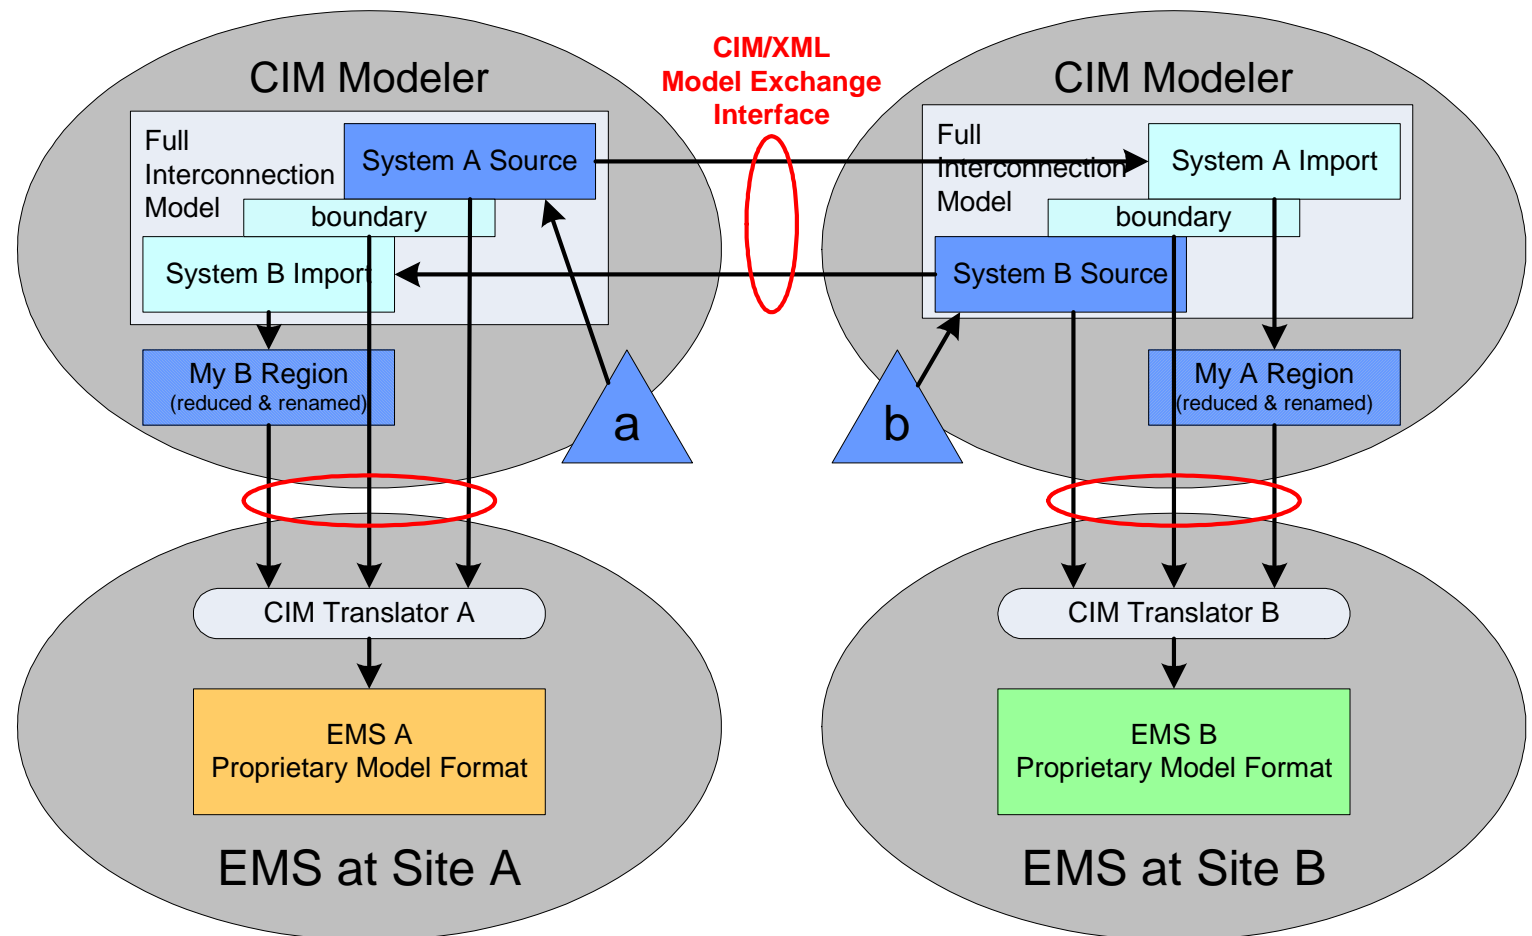 CIM/XML
Model Exchange
Interface
CIM Modeler
Full
Interconnection
Model
System A Source
boundary
System B Import
My B Region
(reduced & renamed)
a
CIM Translator A
EMS A
Proprietary Model Format
EMS at Site A
CIM Modeler
Full
Interconnection
Model
System A Import
boundary
System B Source
My A Region
(reduced & renamed)
b
CIM Translator B
EMS B
Proprietary Model Format
EMS at Site B